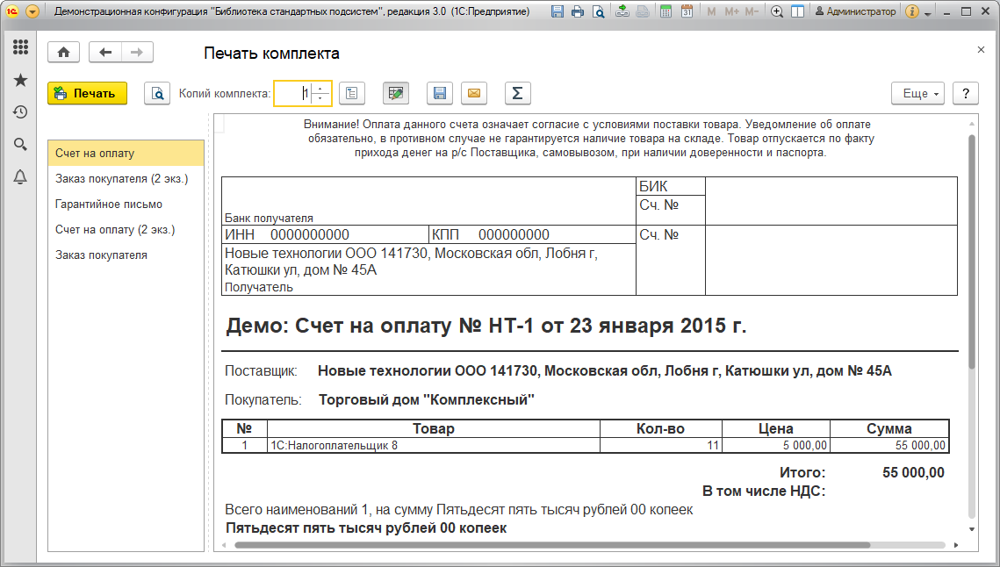 Демонстрационная конфигурация "Библиотека стандартных подсистем", редакция 3.0 (1С:Предприятие)
31
M M+ M-
Администратор
Печать комплекта
Печать
Копий комплекта: 1
Σ
Еще
?
Счет на оплату
Заказ покупателя (2 экз.)
Гарантийное письмо
Счет на оплату (2 экз.)
Заказ покупателя
Внимание! Оплата данного счета означает согласие с условиями поставки товара. Уведомление об оплате
обязательно, в противном случае не гарантируется наличие товара на складе. Товар отпускается по факту
прихода денег на р/с Поставщика, самовывозом, при наличии доверенности и паспорта.
БИК
Сч. №
Банк получателя
ИНН 0000000000 КПП 000000000 Сч. №
Новые технологии ООО 141730, Московская обл, Лобня г,
Катюшки ул, дом № 45А
Получатель
Демо: Счет на оплату № НТ-1 от 23 января 2015 г.
Поставщик: Новые технологии ООО 141730, Московская обл, Лобня г, Катюшки ул, дом № 45А
Покупатель: Торговый дом "Комплексный"
№ Товар Кол-во Цена Сумма
1 1С:Налогоплательщик 8 11 5 000,00 55 000,00
Итого: 55 000,00
В том числе НДС:
Всего наименований 1, на сумму Пятьдесят пять тысяч рублей 00 копеек
Пятьдесят пять тысяч рублей 00 копеек